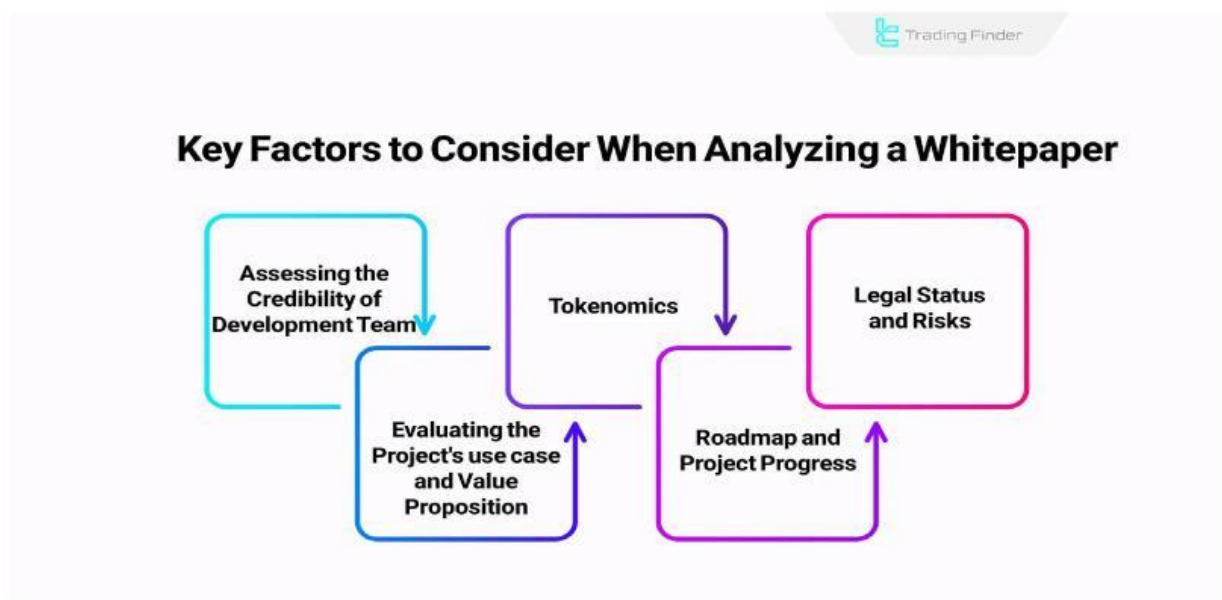 Trading Finder
Key Factors to Consider When Analyzing a Whitepaper
Assessing the
Credibility of
Development Team
Evaluating the
Project's use case
and Value
Proposition
Tokenomics
Roadmap and
Project Progress
Legal Status
and Risks